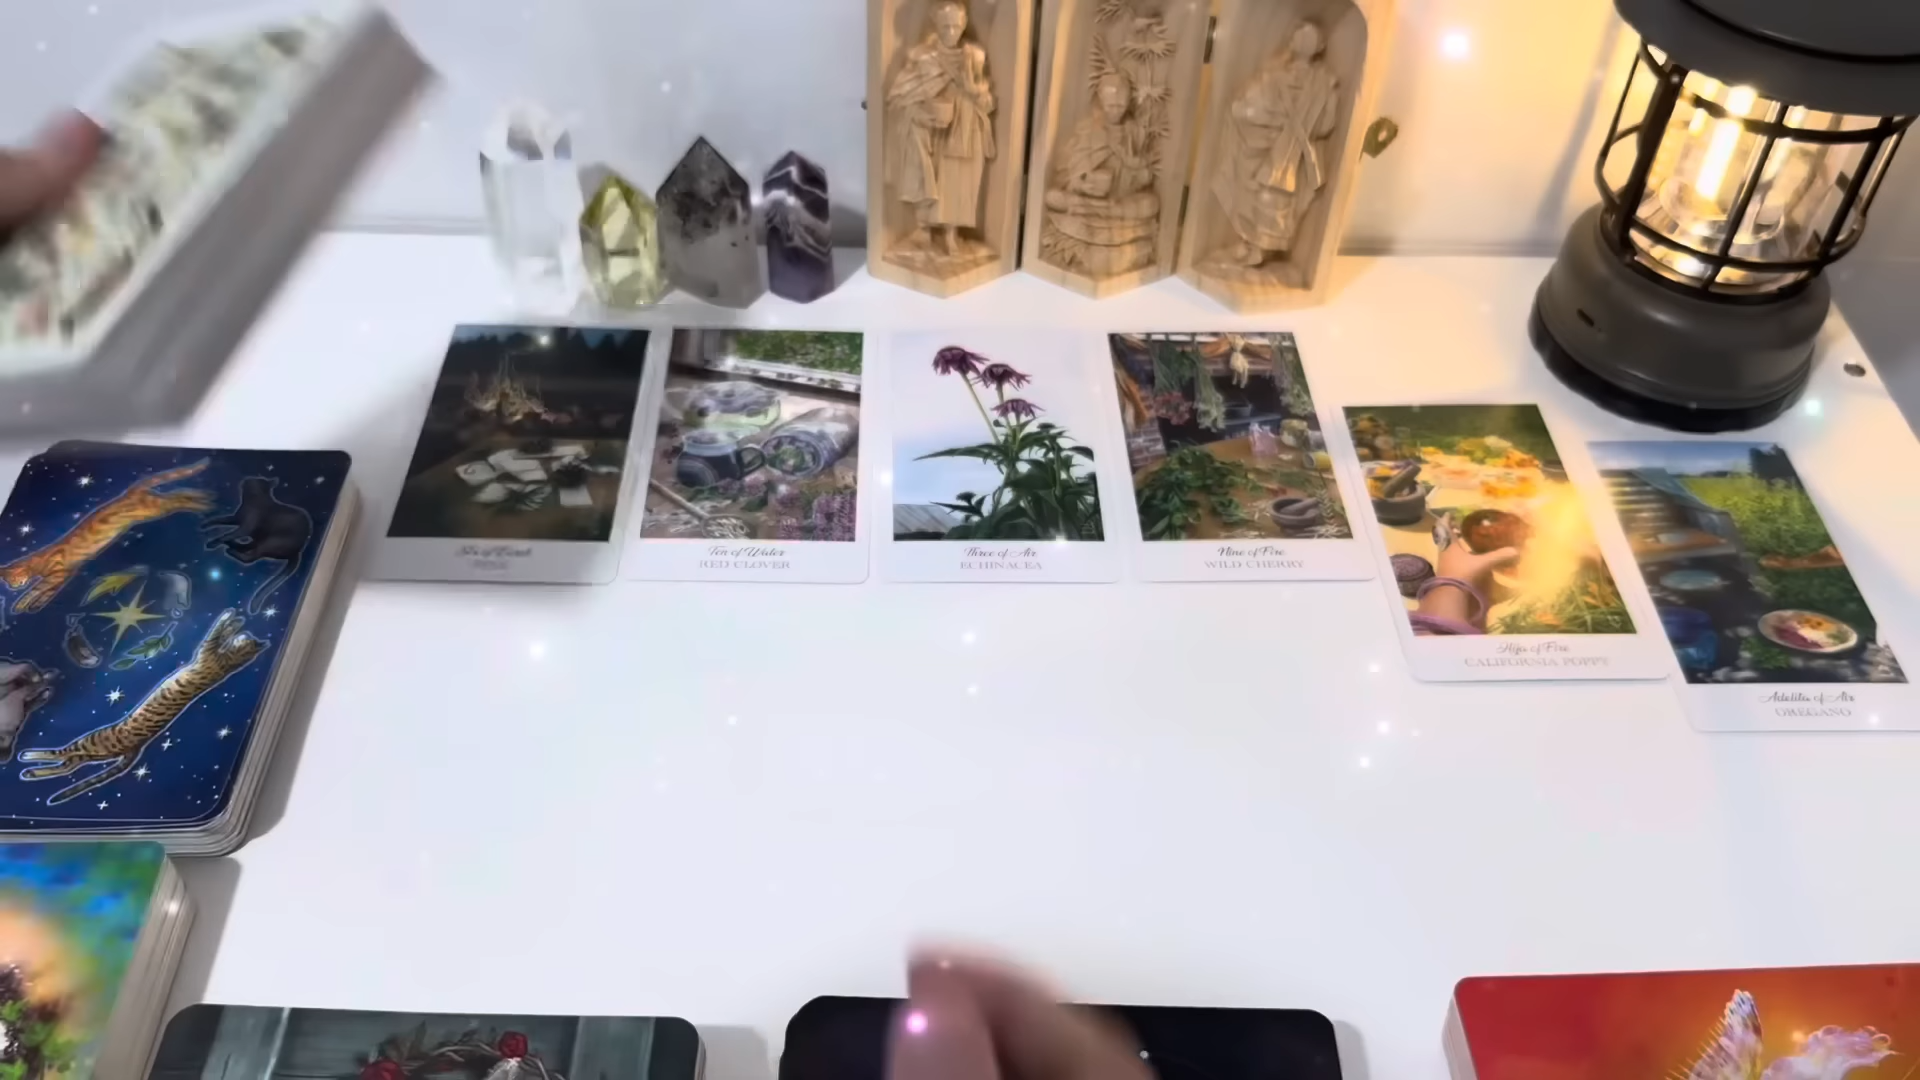 Ten of Water
RED CLOVER
Three of Air
ECHINACEA
Nine of Fire
WILD CHERRY
Hija of Fire
CALIFORNIA POPPY
Adelita of Air
OREGANO